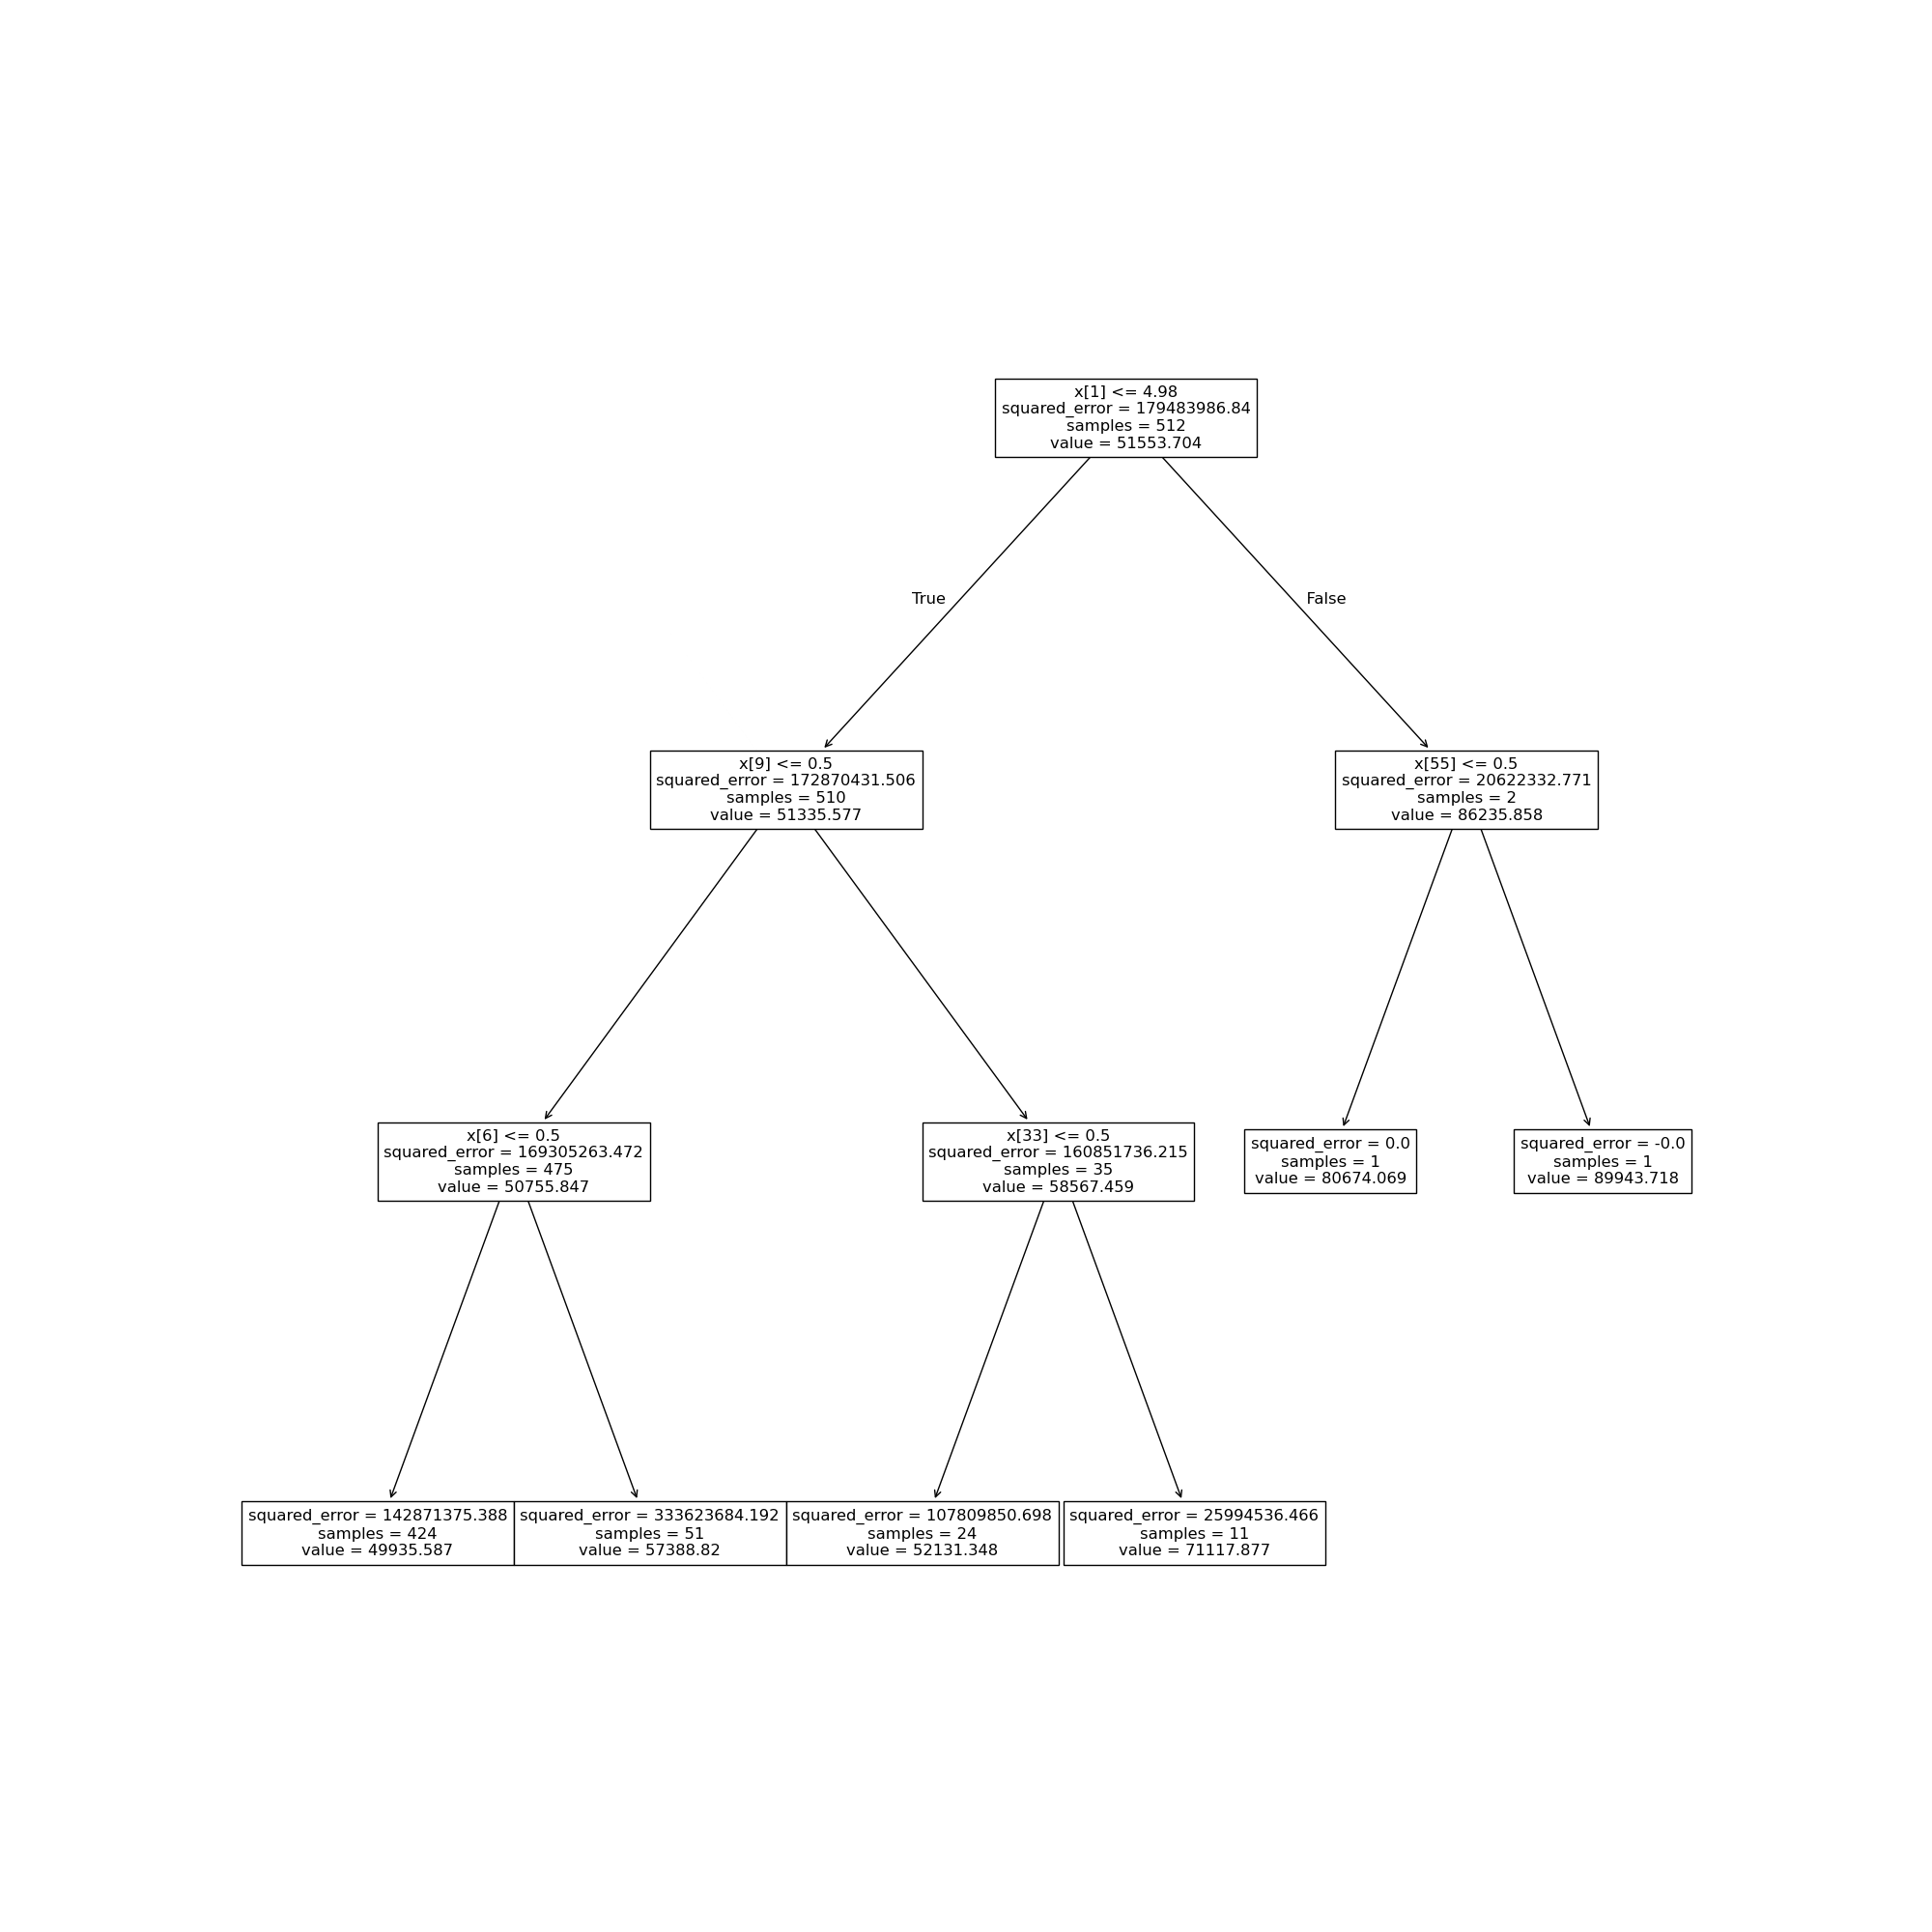 x[1] <= 4.98
squared_error = 179483986.84
samples = 512
value = 51553.704
True
False
x[9] <= 0.5
squared_error = 172870431.506
samples = 510
value = 51335.577
x[55] <= 0.5
squared_error = 20622332.771
samples = 2
value = 86235.858
x[6] <= 0.5
squared_error = 169305263.472
samples = 475
value = 50755.847
x[33] <= 0.5
squared_error = 160851736.215
samples = 35
value = 58567.459
squared_error = 0.0
samples = 1
value = 80674.069
squared_error = -0.0
samples = 1
value = 89943.718
squared_error = 142871375.388
samples = 424
value = 49935.587
squared_error = 333623684.192
samples = 51
value = 57388.82
squared_error = 107809850.698
samples = 24
value = 52131.348
squared_error = 25994536.466
samples = 11
value = 71117.877